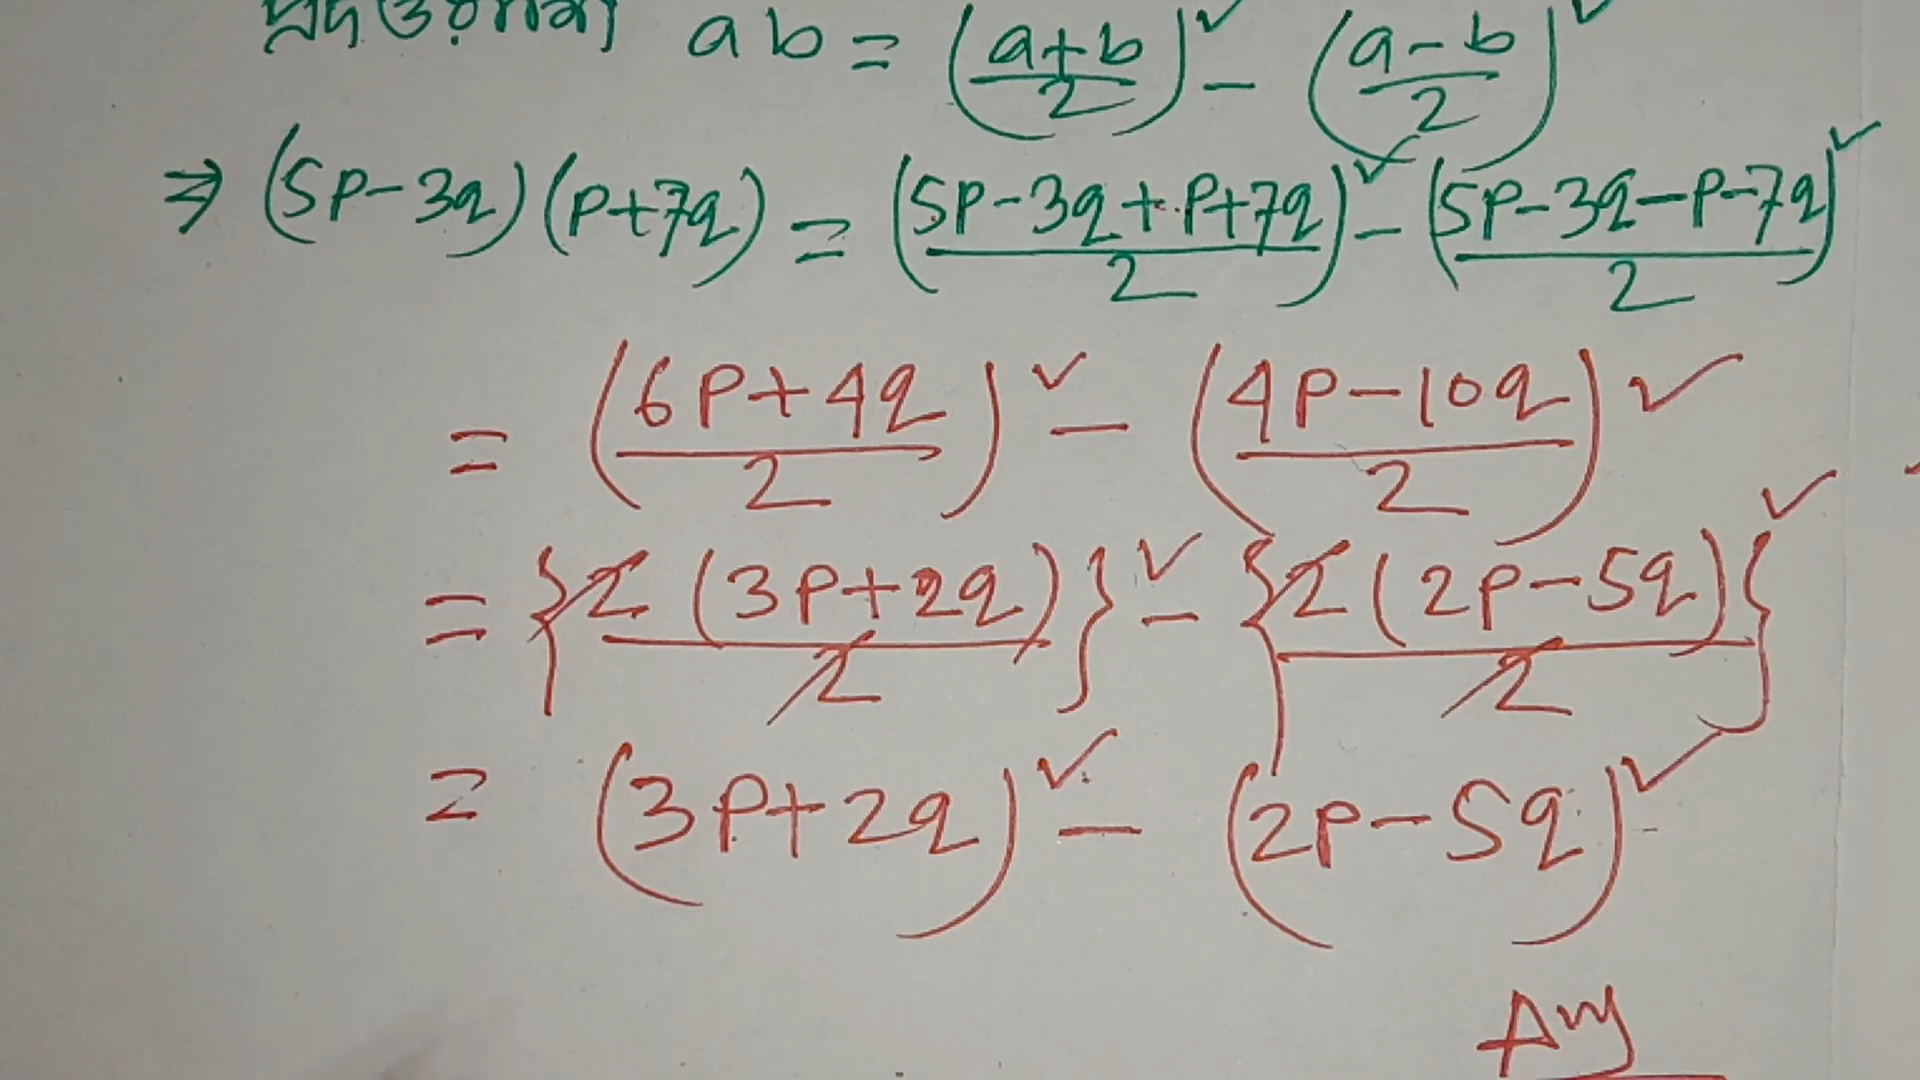 ab = (a+b/2)² - (a-b/2)²
⇒ (5p-3q)(p+7q) = (5p-3q+p+7q/2)² - (5p-3q-p-7q/2)²
= (6p+4q/2)² - (4p-10q/2)²
= {2(3p+2q)/2}² - {2(2p-5q)/2}²
= (3p+2q)² - (2p-5q)²
Ans